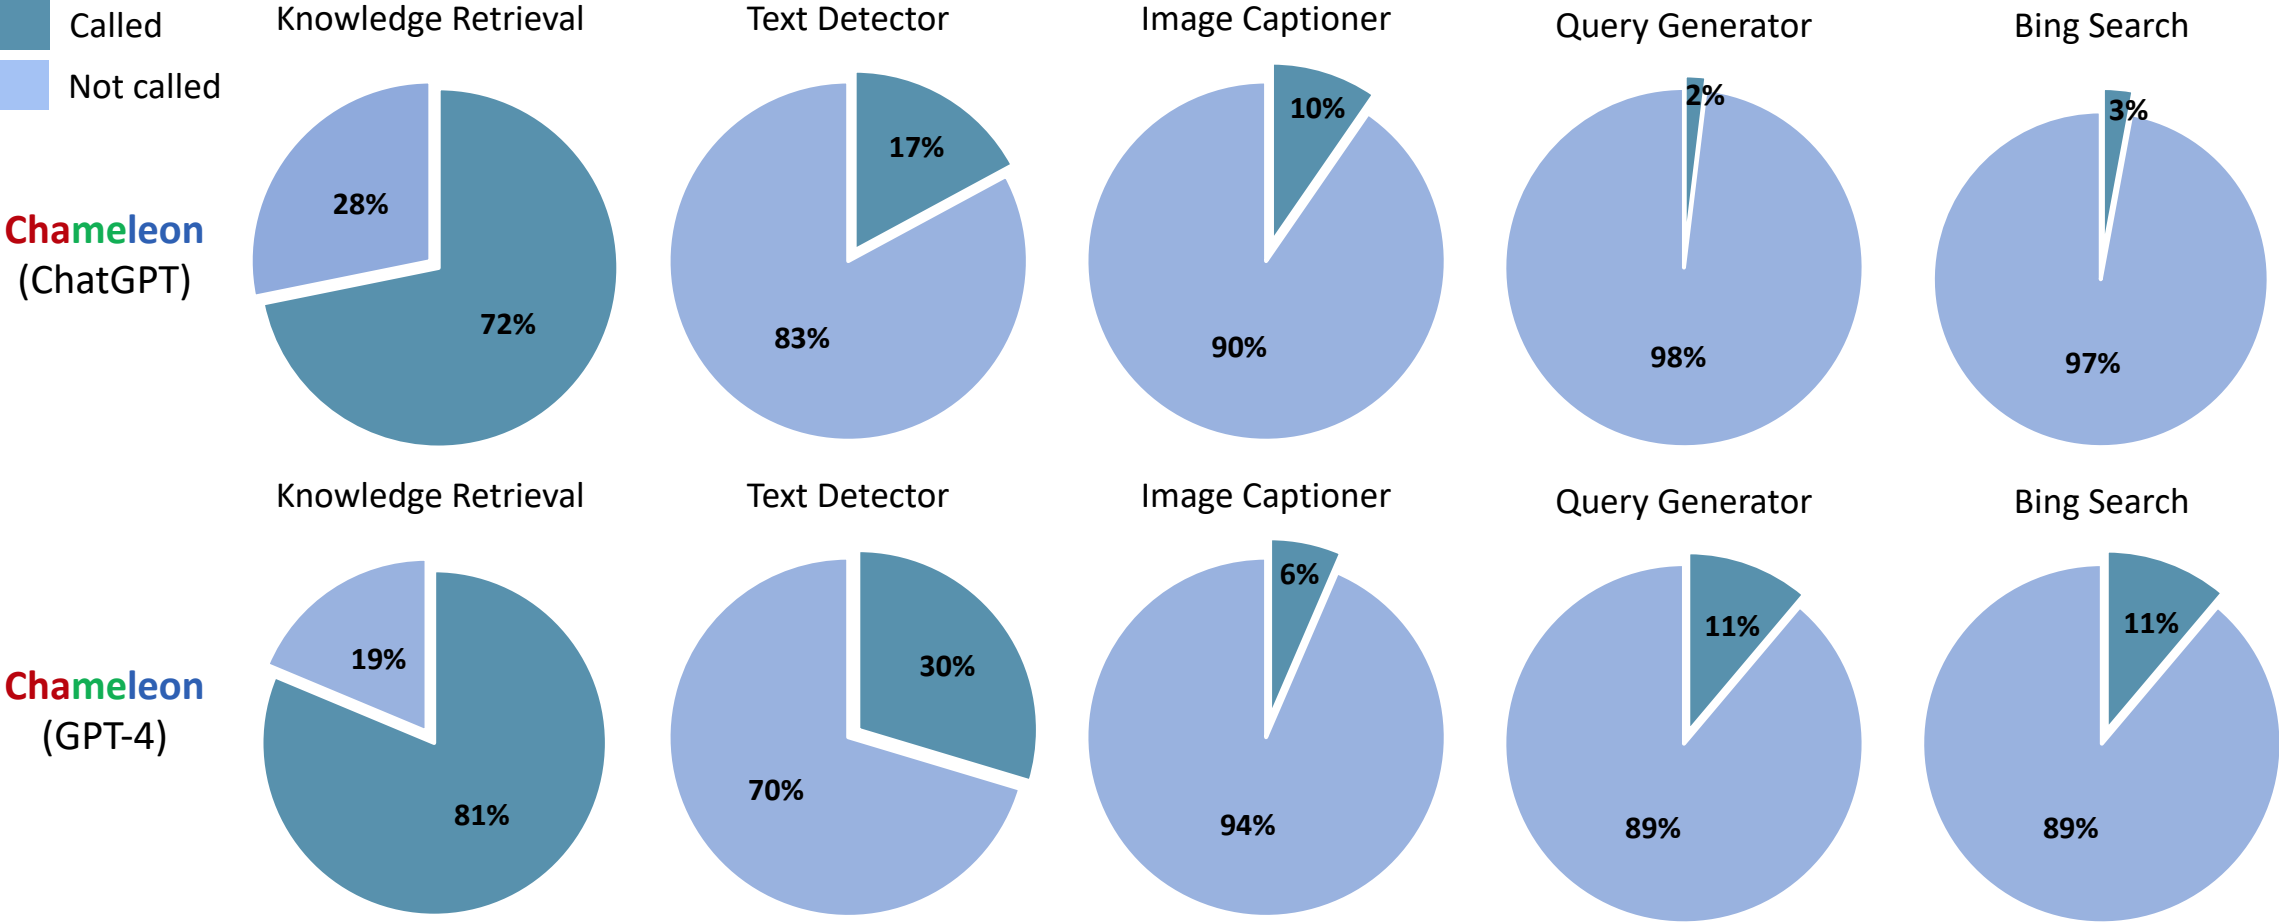 Called
Not called
Knowledge Retrieval
Text Detector
Image Captioner
Query Generator
Bing Search
Chameleon
(ChatGPT)
28%
72%
17%
83%
10%
90%
2%
98%
3%
97%
Knowledge Retrieval
Text Detector
Image Captioner
Query Generator
Bing Search
Chameleon
(GPT-4)
19%
81%
30%
70%
6%
94%
11%
89%
11%
89%